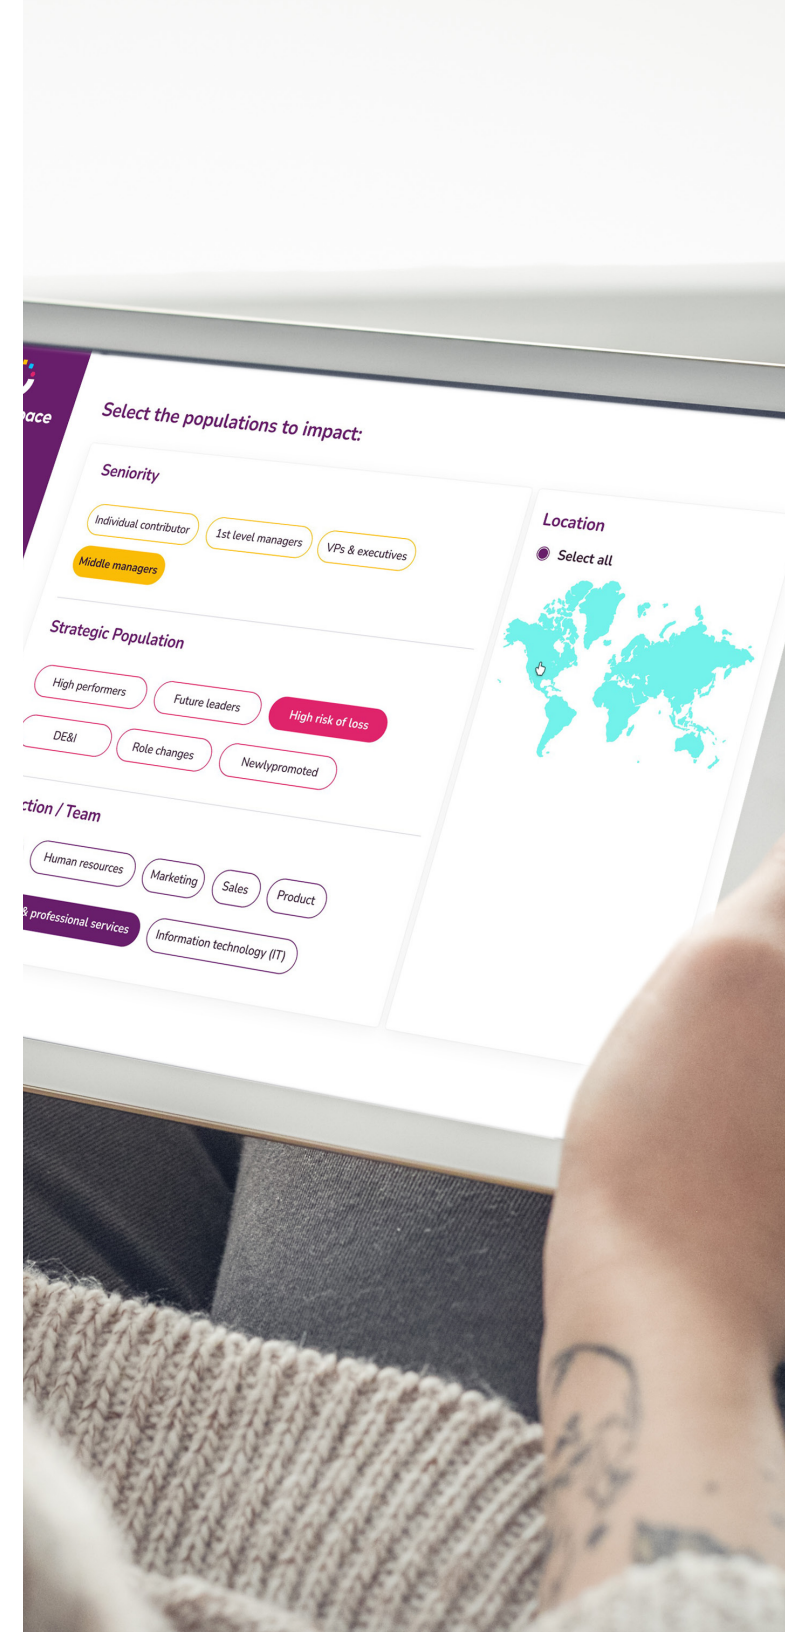 Select the populations to impact:
Seniority
Individual contributor
1st level managers
VPs & executives
Middle managers
Strategic Population
High performers
Future leaders
High risk of loss
DE&I
Role changes
Newlypromoted
/ Team
Human resources
Marketing
Sales
Product
& professional services
Information technology (IT)
Location
Select all